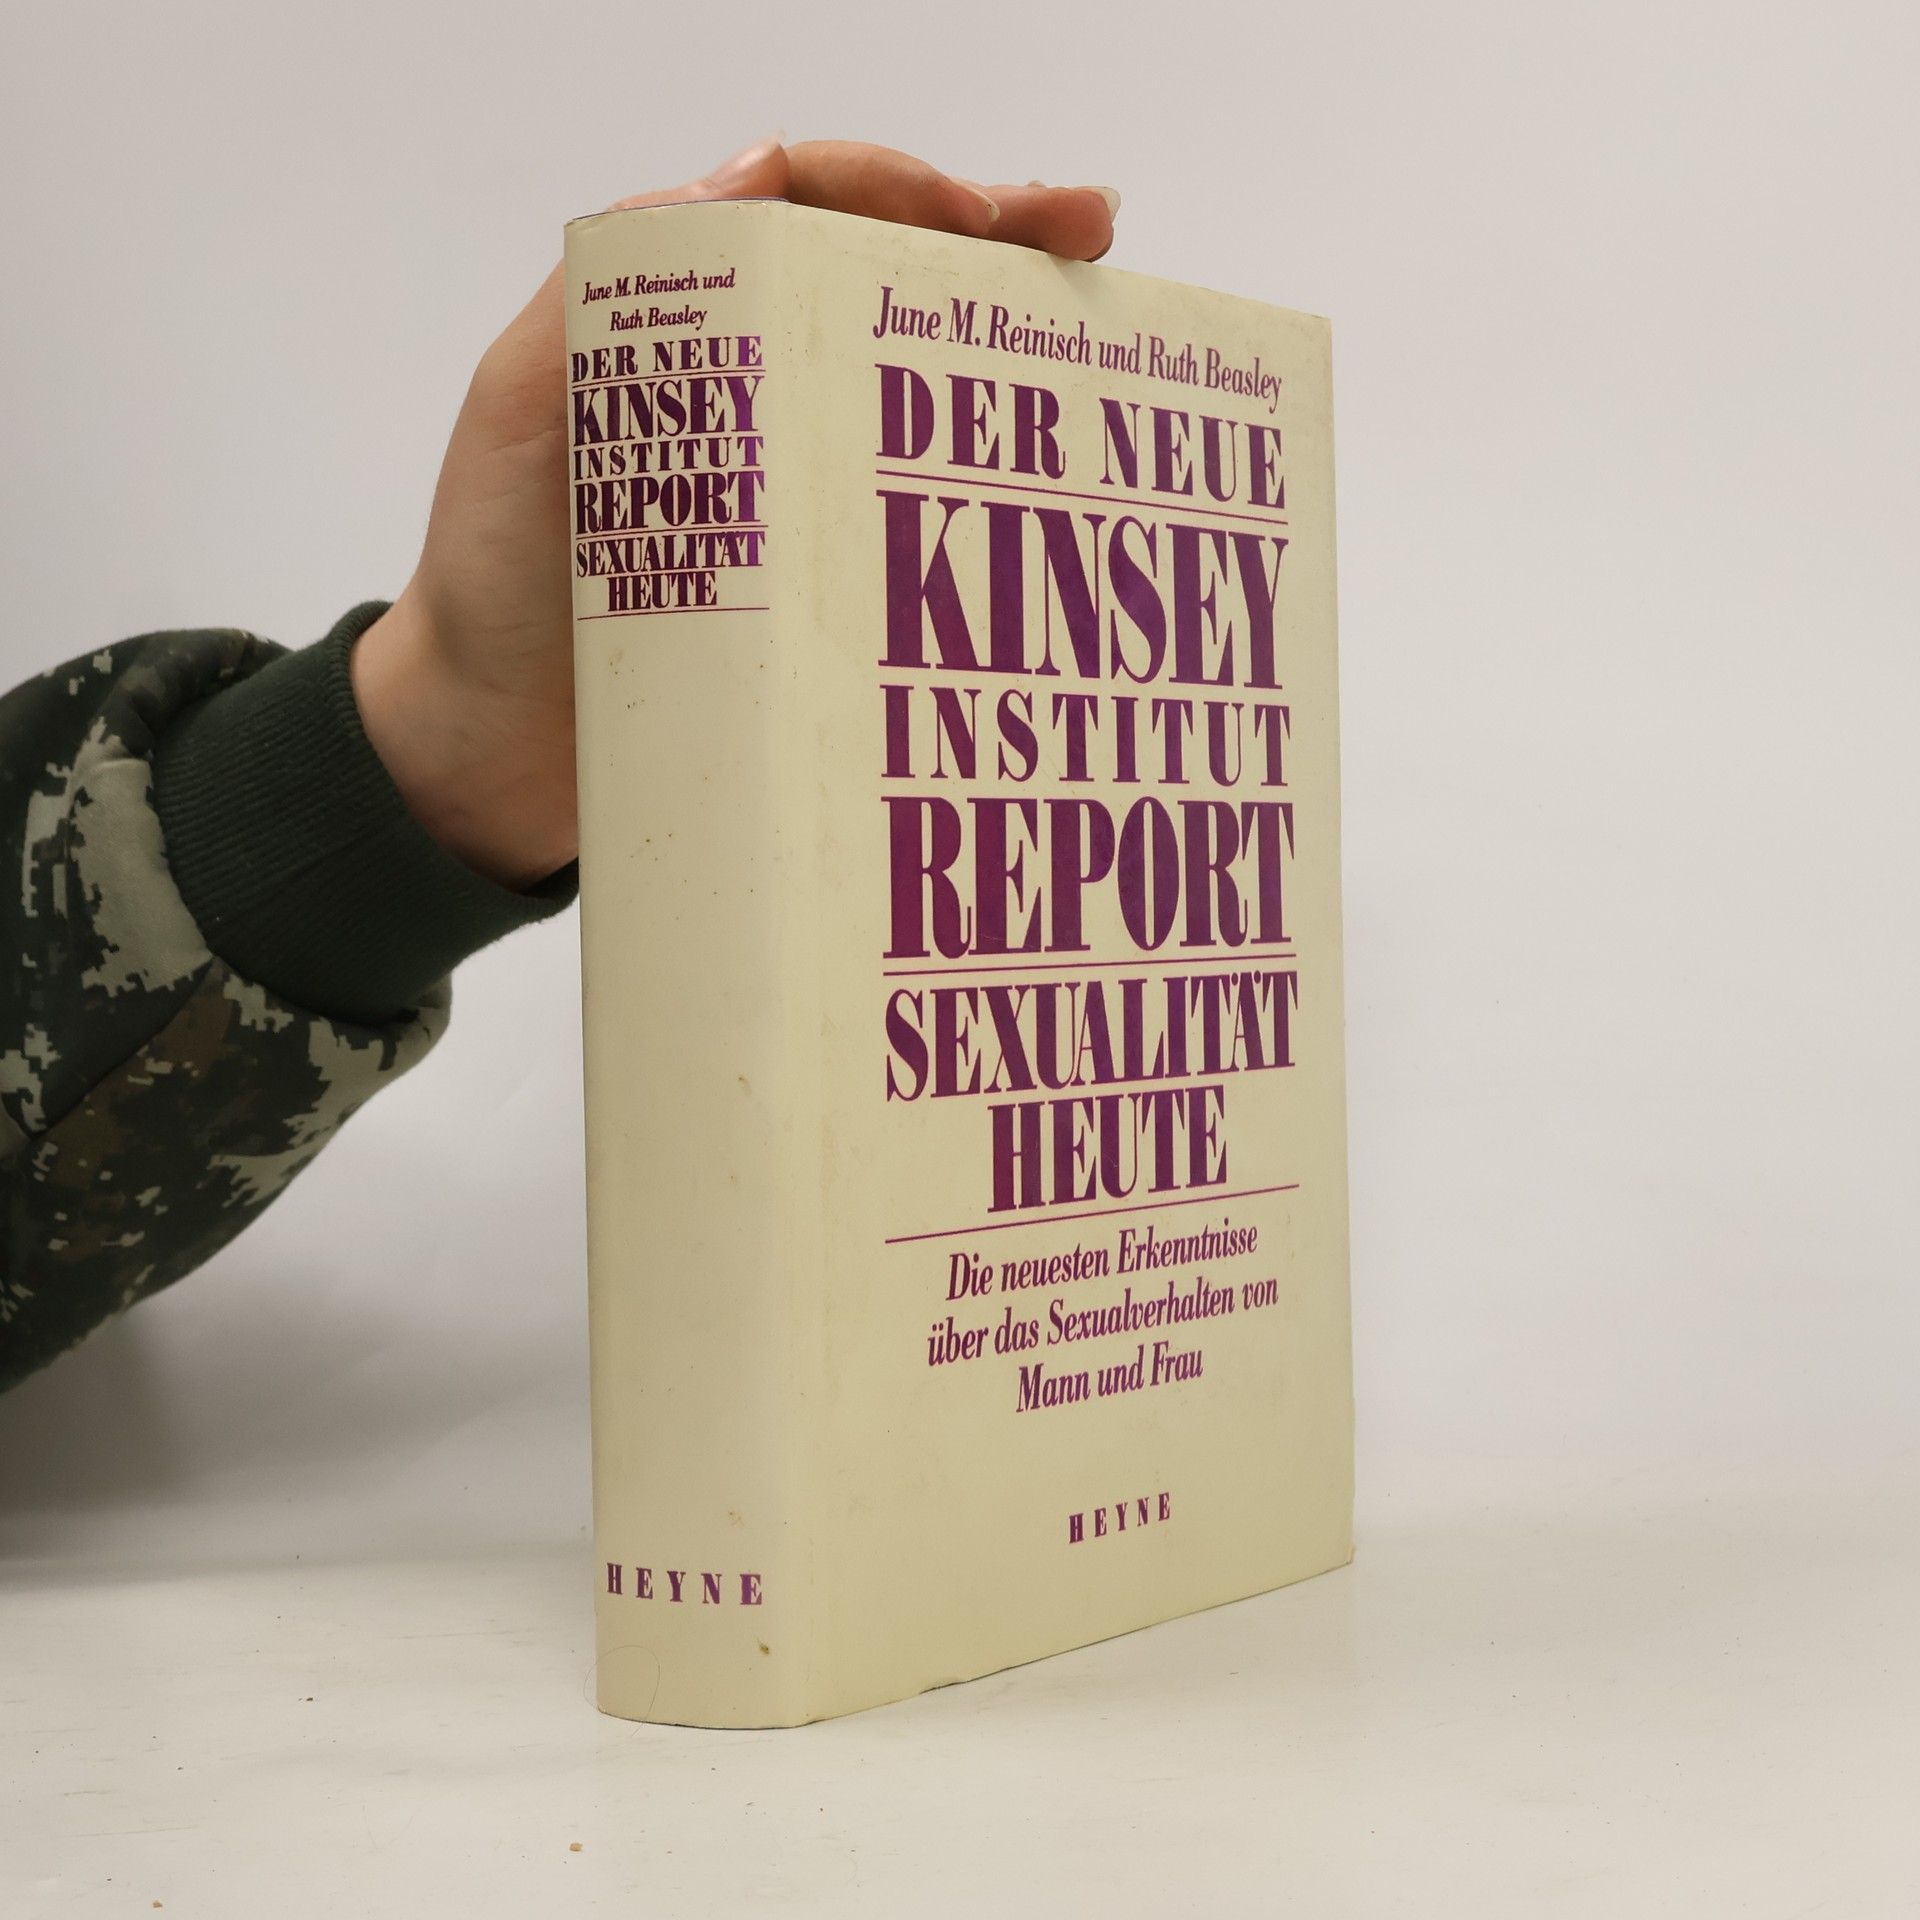 June M. Reinisch und
Ruth Beasley
DER NEUE
KINSEY
INSTITUT
REPORT
SEXUALITÄT
HEUTE
HEYNE
June M. Reinisch und Ruth Beasley
DER NEUE
KINSEY
INSTITUT
REPORT
SEXUALITÄT
HEUTE
Die neuesten Erkenntnisse
über das Sexualverhalten von
Mann und Frau
HEYNE